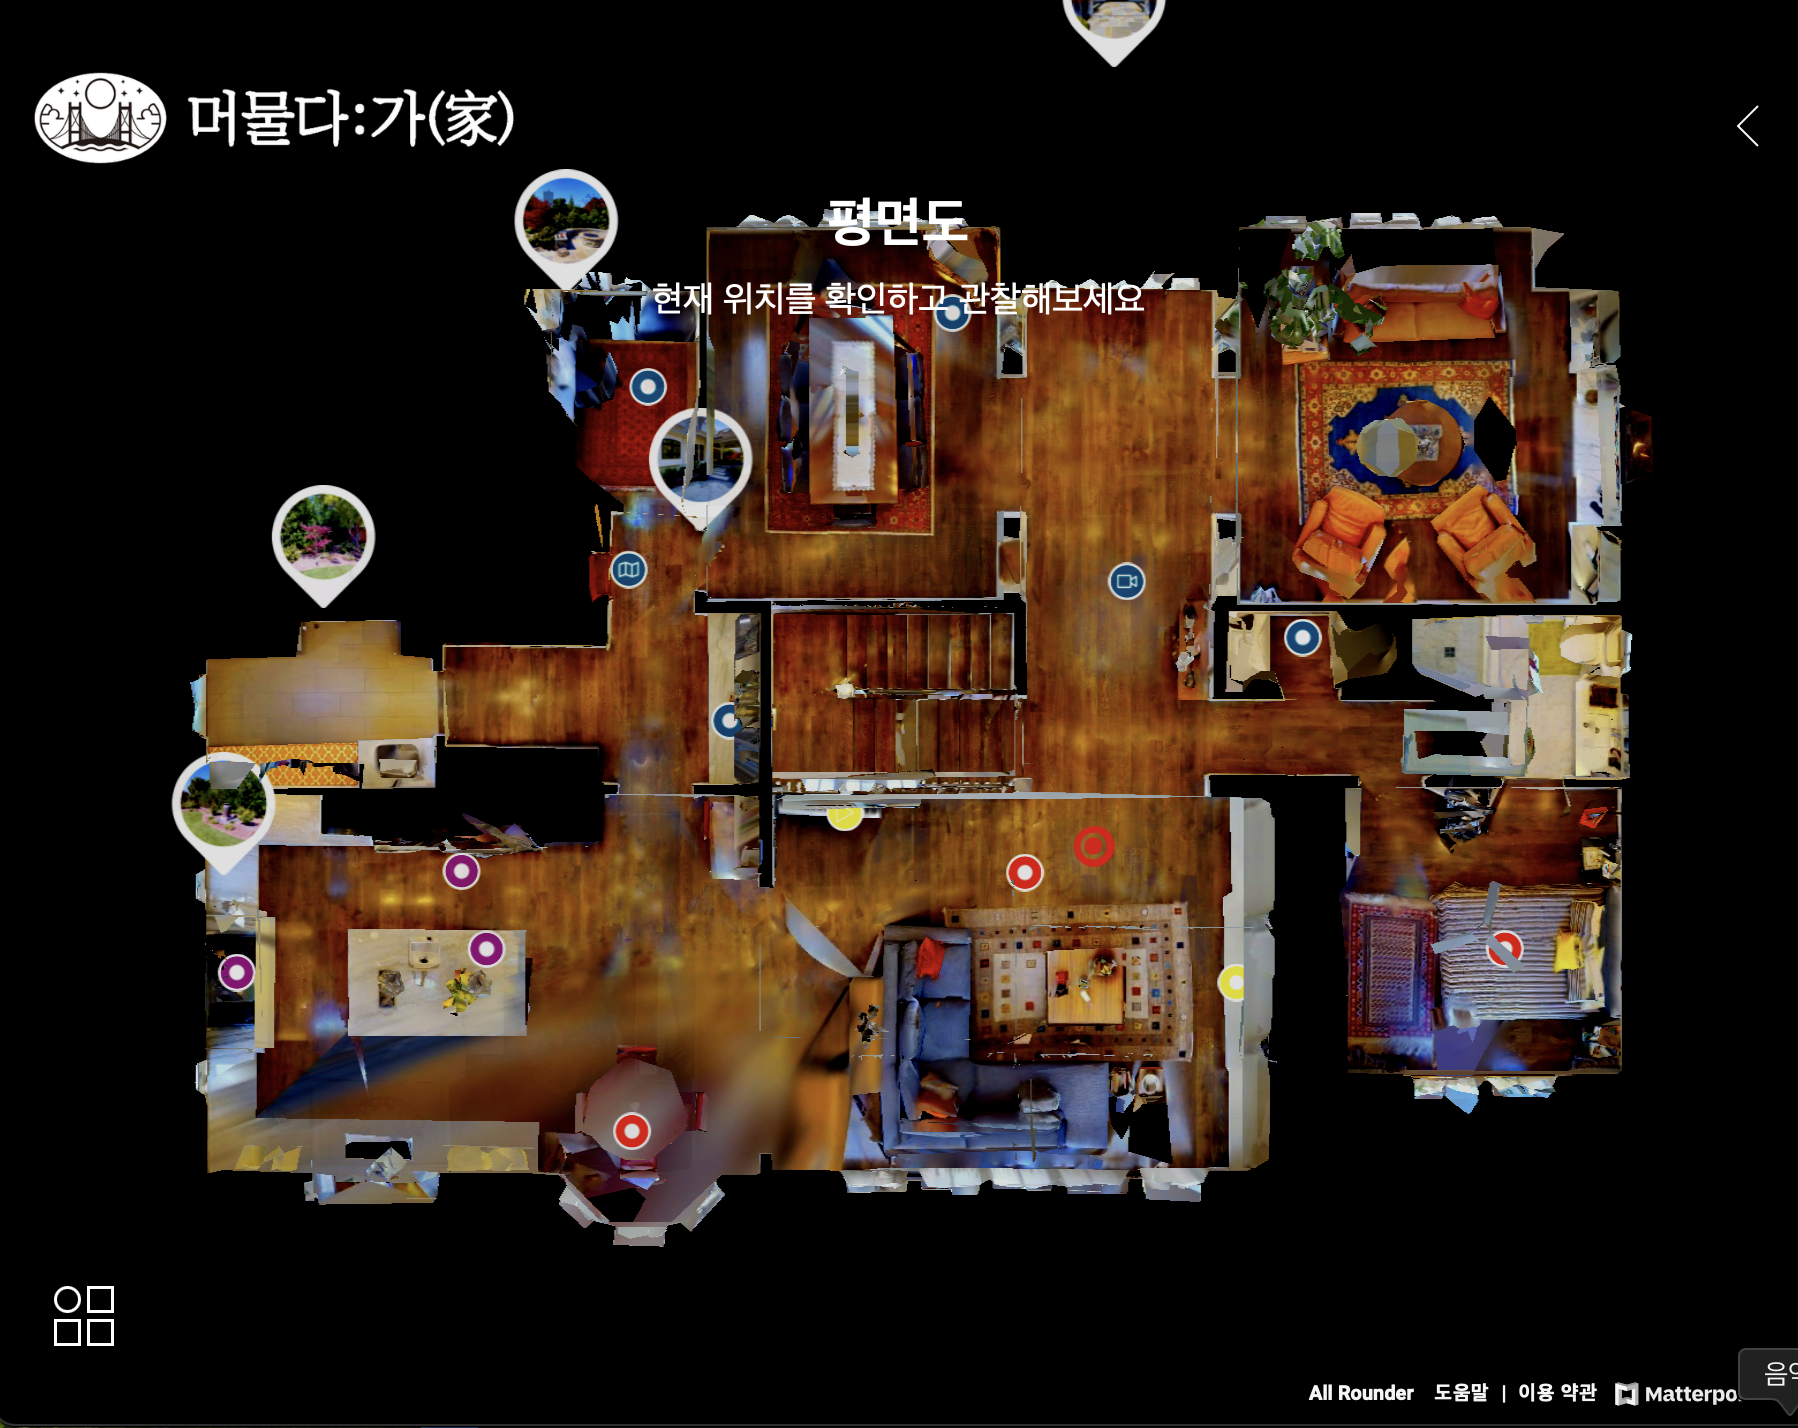 머물다:가(家)
평면도
현재 위치를 확인하고 관찰해보세요
All Rounder 도움말 | 이용 약관 Matterpo